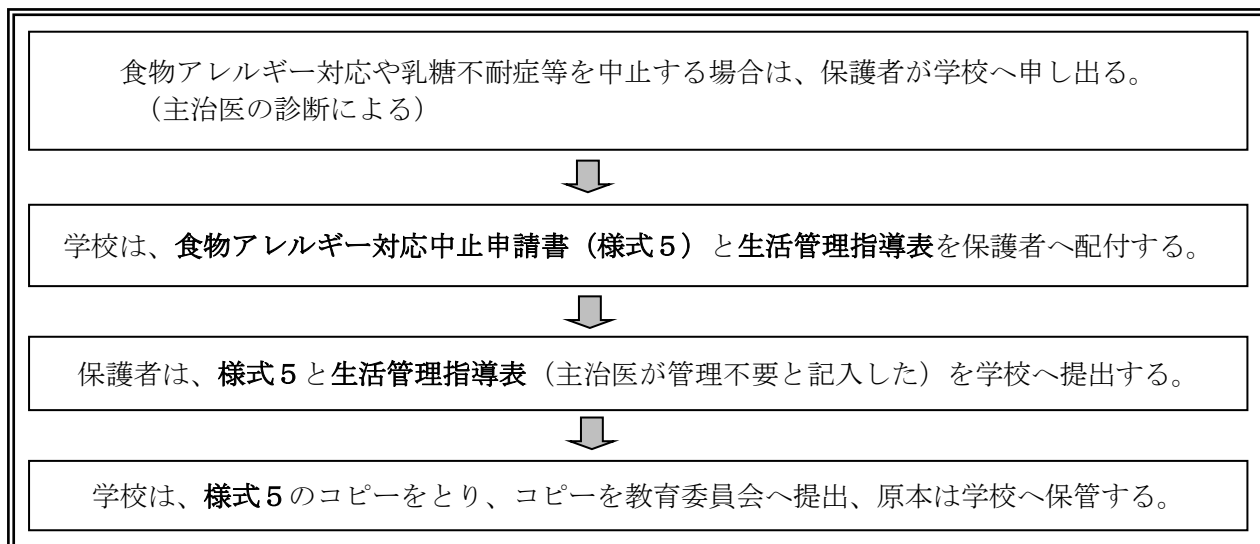 食物アレルギー対応や乳糖不耐症等を中止する場合は、保護者が学校へ申し出る。
（主治医の診断による）
学校は、食物アレルギー対応中止申請書（様式５）と生活管理指導表を保護者へ配付する。
保護者は、様式５と生活管理指導表（主治医が管理不要と記入した）を学校へ提出する。
学校は、様式５のコピーをとり、コピーを教育委員会へ提出、原本は学校へ保管する。